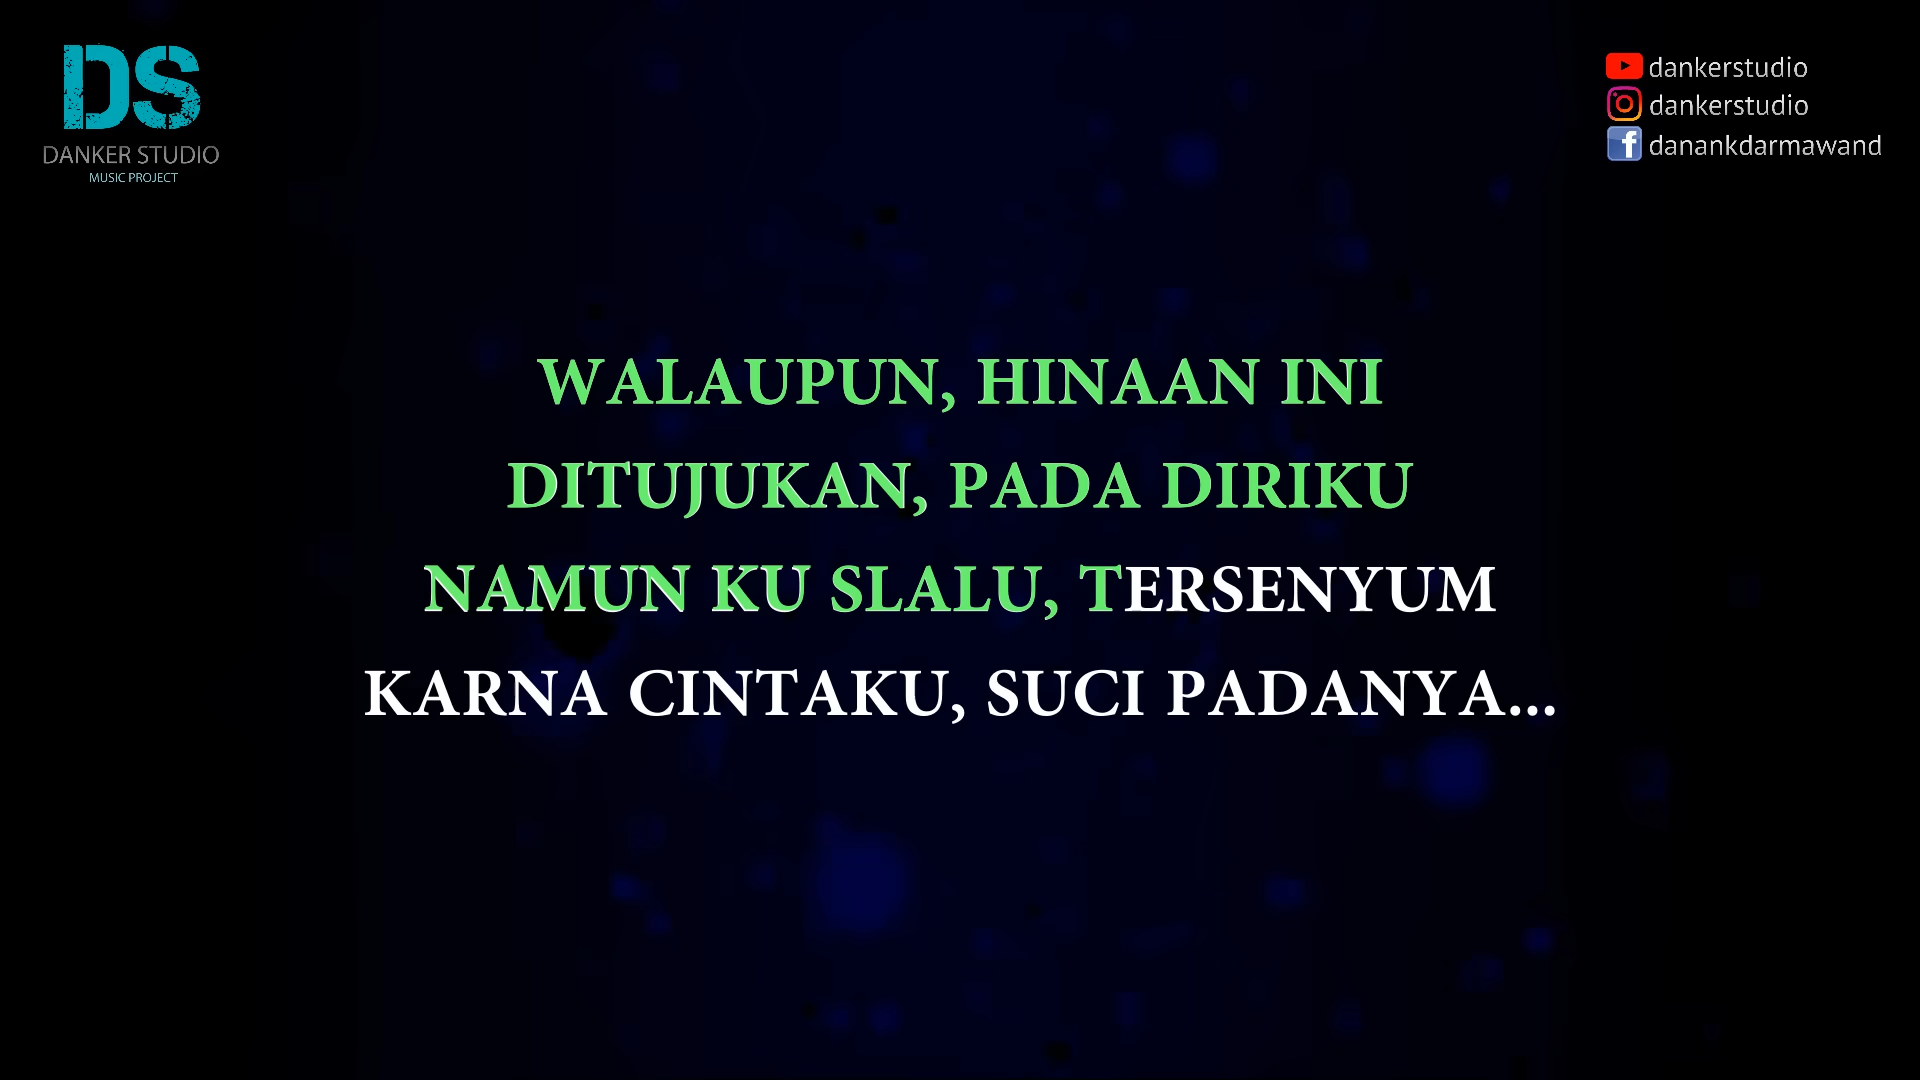 DS
DANKER STUDIO
MUSIC PROJECT
dankerstudio
dankerstudio
danankdarmawand
WALAUPUN, HINAAN INI
DITUJUKAN, PADA DIRIKU
NAMUN KU SLALU, TERSENYUM
KARNA CINTAKU, SUCI PADANYA...